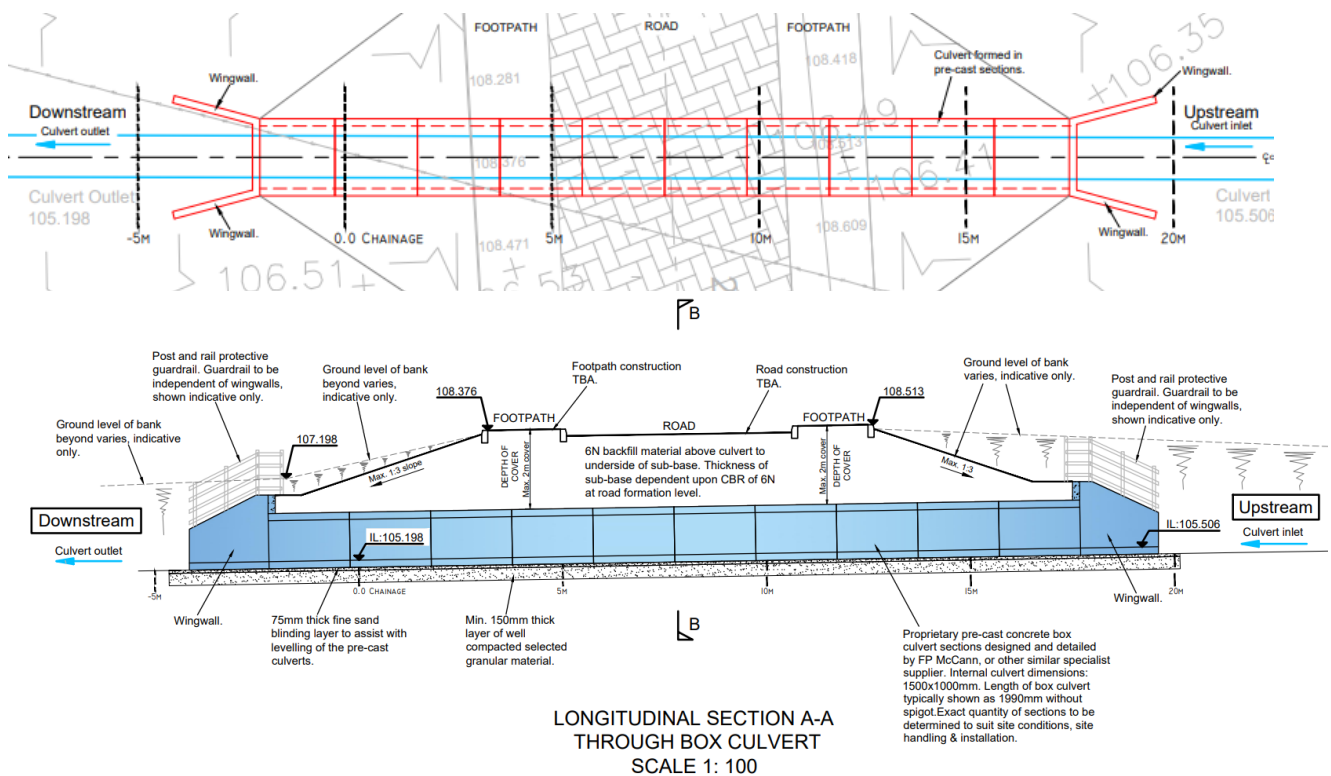 FOOTPATH
ROAD
FOOTPATH
Culvert formed in
pre-cast sections.
Wingwall.
Wingwall.
108.281
108.418
+106.35
Downstream
Culvert outlet
Upstream
Culvert inlet
108.376
108.513
106.41
Culvert Outlet
105.198
Culvert
105.506
Wingwall.
Wingwall.
-5M
0.0 CHAINAGE
5M
10M
15M
20M
108.471
108.609
106.51
B
Post and rail protective
guardrail. Guardrail to be
independent of wingwalls,
shown indicative only.
Ground level of bank
beyond varies,
indicative only.
108.376
Footpath construction
TBA.
Road construction
TBA.
108.513
Ground level of bank
varies, indicative only.
Post and rail protective
guardrail. Guardrail to be
independent of wingwalls,
shown indicative only.
Ground level of bank
beyond varies, indicative
only.
107.198
FOOTPATH
ROAD
FOOTPATH
Max. 1:3 slope
DEPTH OF
COVER
Max. 2m cover
6N backfill material above culvert to
underside of sub-base. Thickness of
sub-base dependent upon CBR of 6N
at road formation level.
Max. 2m cover
DEPTH OF
COVER
Max. 1:3
Downstream
Culvert outlet
IL:105.198
IL:105.506
Upstream
Culvert inlet
-5M
0.0 CHAINAGE
5M
10M
15M
20M
Wingwall.
75mm thick fine sand
blinding layer to assist with
levelling of the pre-cast
culverts.
Min. 150mm thick
layer of well
compacted selected
granular material.
B
Wingwall.
Proprietary pre-cast concrete box
culvert sections designed and detailed
by FP McCann, or other similar specialist
supplier. Internal culvert dimensions:
1500x1000mm. Length of box culvert
typically shown as 1990mm without
spigot.Exact quantity of sections to be
determined to suit site conditions, site
handling & installation.
LONGITUDINAL SECTION A-A
THROUGH BOX CULVERT
SCALE 1: 100